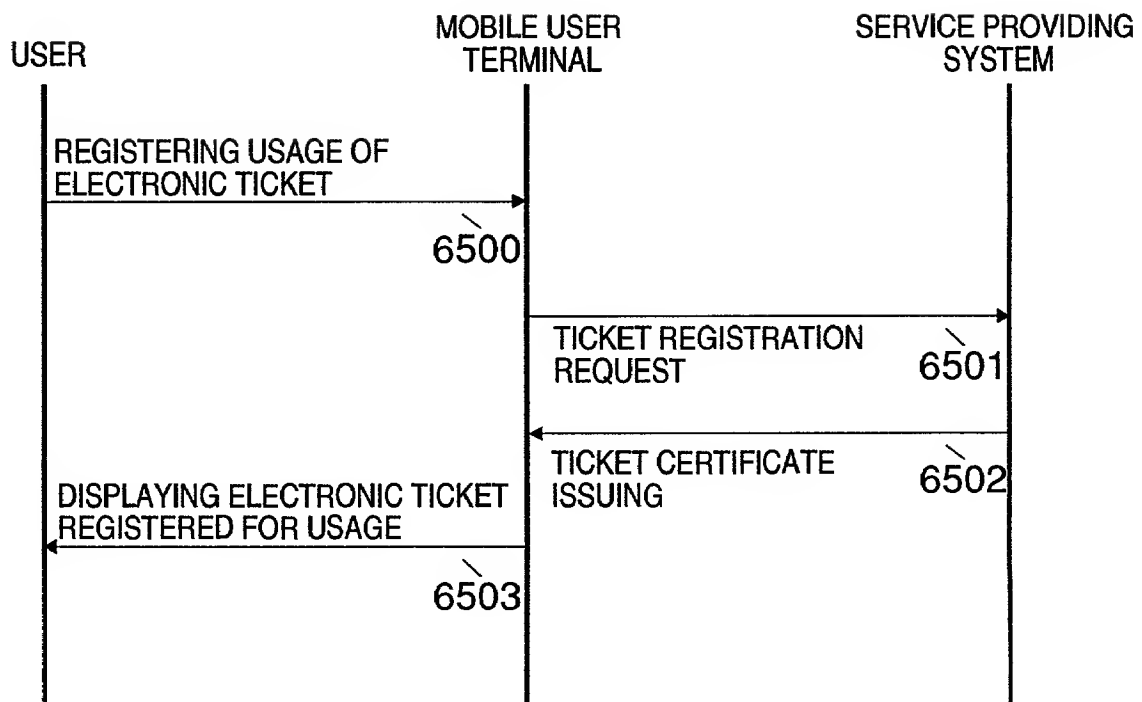 USER
MOBILE USER
TERMINAL
SERVICE PROVIDING
SYSTEM
REGISTERING USAGE OF
ELECTRONIC TICKET
6500
TICKET REGISTRATION
REQUEST
6501
TICKET CERTIFICATE
ISSUING
6502
DISPLAYING ELECTRONIC TICKET
REGISTERED FOR USAGE
6503